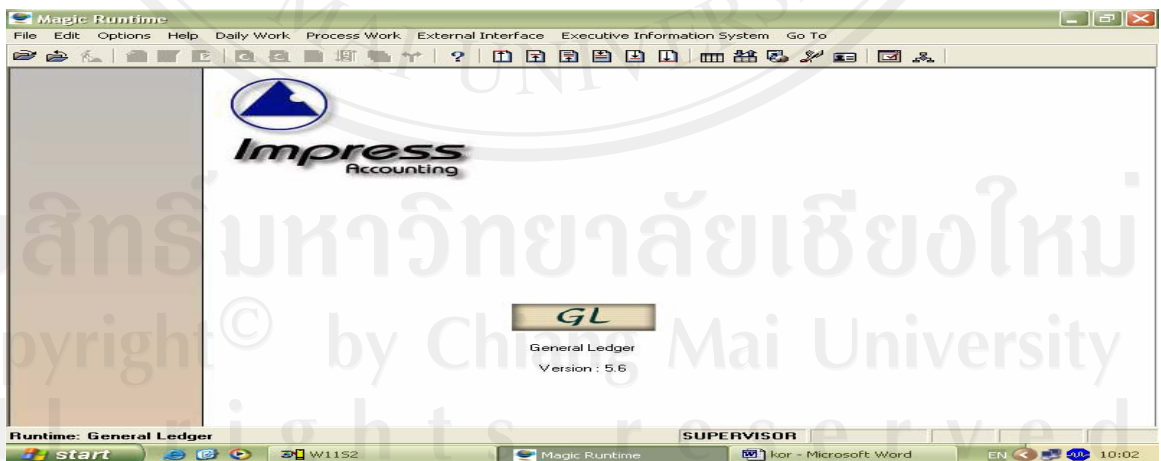 Magic Runtime
File Edit Options Help Daily Work Process Work External Interface Executive Information System Go To
MAI UNIVERS
Impress
Accounting
ลิขสิทธิ์มหาวิทยาลัยเชียงใหม่
GL
General Ledger
Version : 5.6
pyright© by Chiang Mai University
l rights reserved
Runtime: General Ledger SUPERVISOR
start W11S2 Magic Runtime kor - Microsoft Word EN 10:02